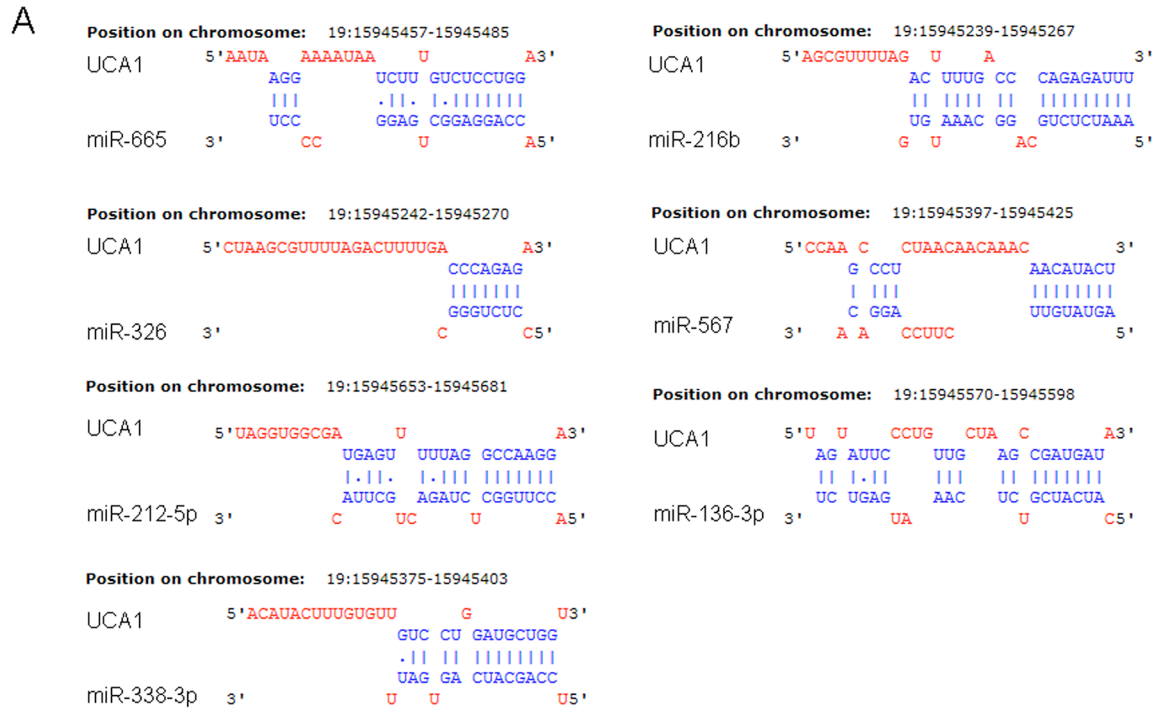 A
Position on chromosome: 19:15945457-15945485
UCA1 5'AAUA AAAAUAA U A3'
AGG UCUU GUCUCCUGG
||| .||. |.|||||||
UCC GGAG CGGAGGACC
miR-665 3' CC U A5'
Position on chromosome: 19:15945239-15945267
UCA1 5'AGCGUUUUAG U A 3'
AC UUUG CC CAGAGAUUU
|| |||| || |||||||||
UG AAAC GG GUCUCUAAA
miR-216b 3' G U AC 5'
Position on chromosome: 19:15945242-15945270
UCA1 5'CUAAGCGUUUUAGACUUUUGA A3'
CCCAGAG
|||||||
GGGUCUC
miR-326 3' C C5'
Position on chromosome: 19:15945397-15945425
UCA1 5'CCAA C CUAACAACAAAC 3'
G CCU AACAUACU
| ||| ||||||||
C GGA UUGUAUGA
miR-567 3' A A CCUUC 5'
Position on chromosome: 19:15945653-15945681
UCA1 5'UAGGUGGCGA U A3'
UGAGU UUUAG GCCAAGG
|.||. |.||| |||||||
AUUCG AGAUC CGGUUCC
miR-212-5p 3' C UC U A5'
Position on chromosome: 19:15945570-15945598
UCA1 5'U U CCUG CUA C A3'
AG AUUC UUG AG CGAUGAU
|| |.|| ||| || |||||||
UC UGAG AAC UC GCUACUA
miR-136-3p 3' UA U C5'
Position on chromosome: 19:15945375-15945403
UCA1 5'ACAUACUUUGUGUU G U3'
GUC CU GAUGCUGG
.|| || ||||||||
UAG GA CUACGACC
miR-338-3p 3' U U U5'